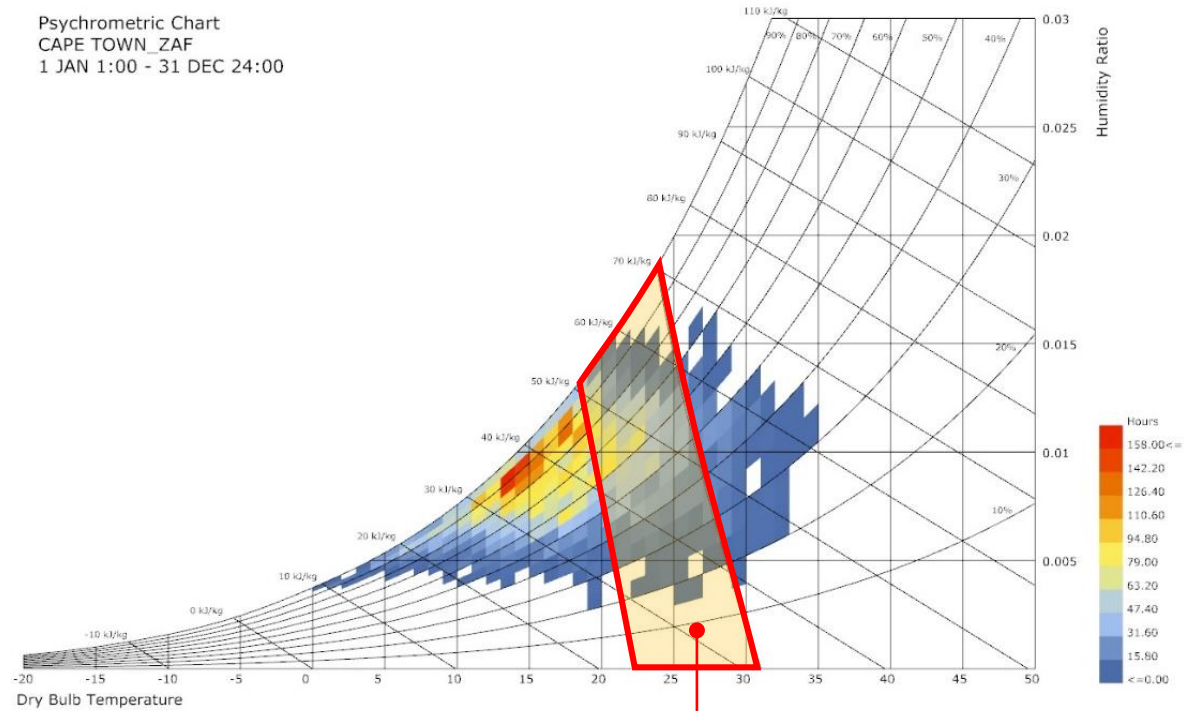 Psychrometric Chart
CAPE TOWN_ZAF
1 JAN 1:00 - 31 DEC 24:00
110 kJ/kg
90% 80% 70% 60% 50% 40%
0.03
Humidity Ratio
100 kJ/kg
90 kJ/kg
0.025
30%
80 kJ/kg
0.02
70 kJ/kg
60 kJ/kg
0.015
20%
50 kJ/kg
40 kJ/kg
0.01
30 kJ/kg
10%
20 kJ/kg
0.005
10 kJ/kg
0 kJ/kg
-10 kJ/kg
-20 -15 -10 -5 0 5 10 15 20 25 30 35 40 45 50
Dry Bulb Temperature
Hours
158.00<=
142.20
126.40
110.60
94.80
79.00
63.20
47.40
31.60
15.80
<=0.00